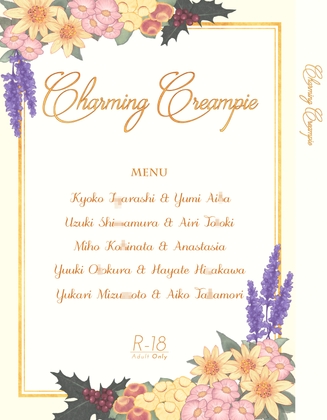 Charming Creampie
MENU
Kyoko & Yumi
Uzuki & Airi
Miho & Anastasia
Yuuki & Hayate
Yukari & Aiko
R-18
Adult Only
Charming Creampie